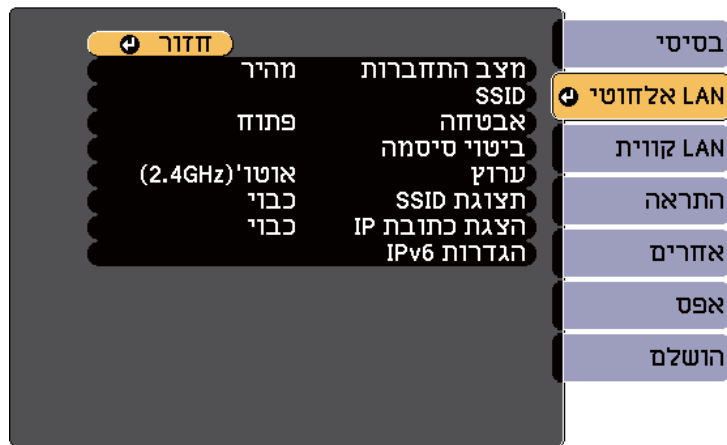 בסיסי
LAN אלחוטי
LAN קווית
התראה
אחרים
אפס
הושלם
חזור
מצב התחברות מהיר
SSID
אבטחה פתוח
ביטוי סיסמה
ערוץ אוטו'(2.4GHz)
תצוגת SSID כבוי
הצגת כתובת IP כבוי
הגדרות IPv6